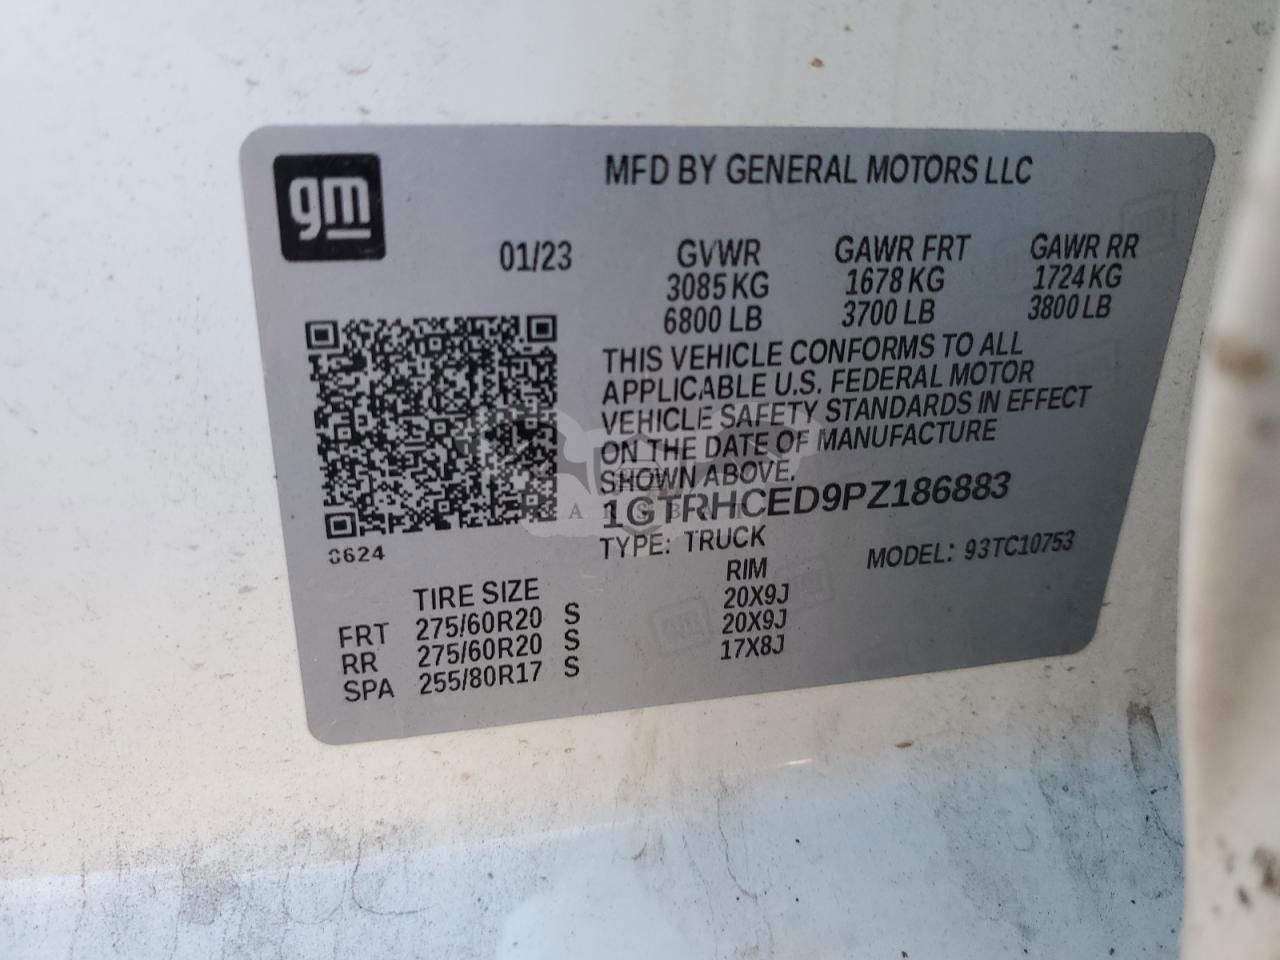 gm
MFD BY GENERAL MOTORS LLC
01/23 GVWR GAWR FRT GAWR RR
3085 KG 1678 KG 1724 KG
6800 LB 3700 LB 3800 LB
THIS VEHICLE CONFORMS TO ALL
APPLICABLE U.S. FEDERAL MOTOR
VEHICLE SAFETY STANDARDS IN EFFECT
ON THE DATE OF MANUFACTURE
SHOWN ABOVE.
1GTRHCED9PZ186883
TYPE: TRUCK MODEL: 93TC10753
0624
TIRE SIZE RIM
FRT 275/60R20 S 20X9J
RR 275/60R20 S 20X9J
SPA 255/80R17 S 17X8J